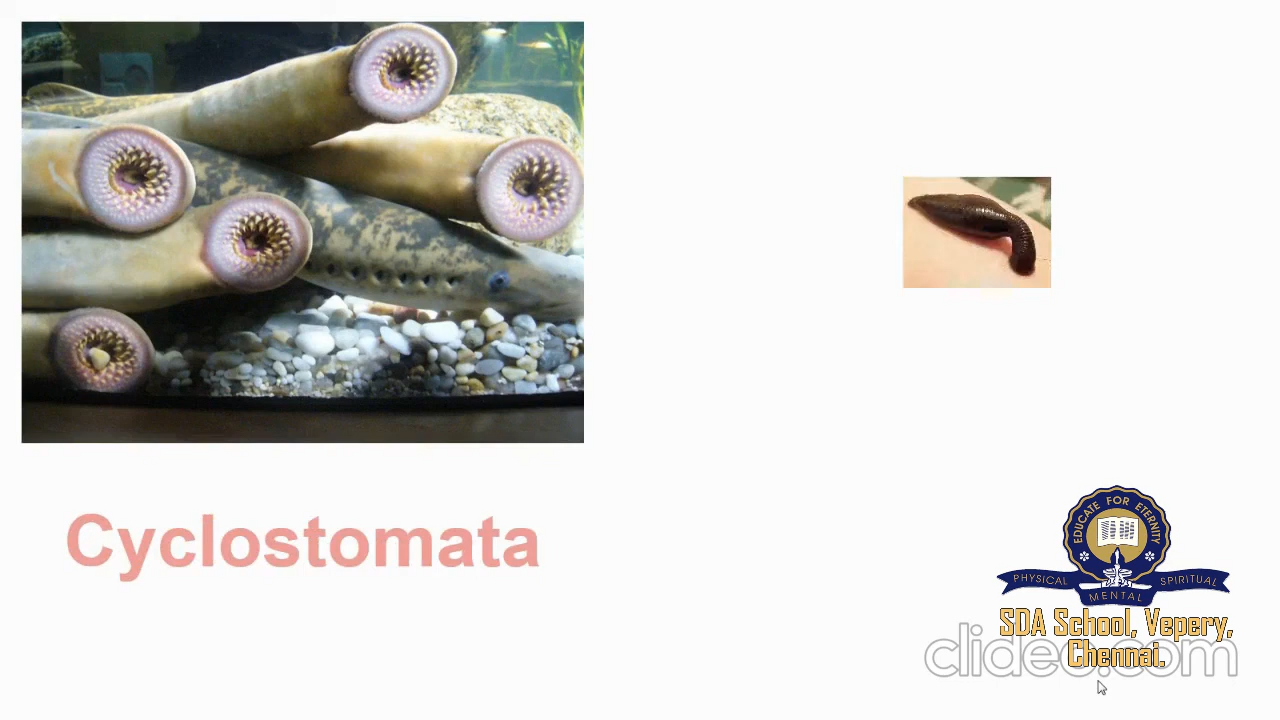 Cyclostomata
EDUCATE FOR ETERNITY
PHYSICAL
MENTAL
SPIRITUAL
SDA School, Vepery,
Chennai.
clideo.com